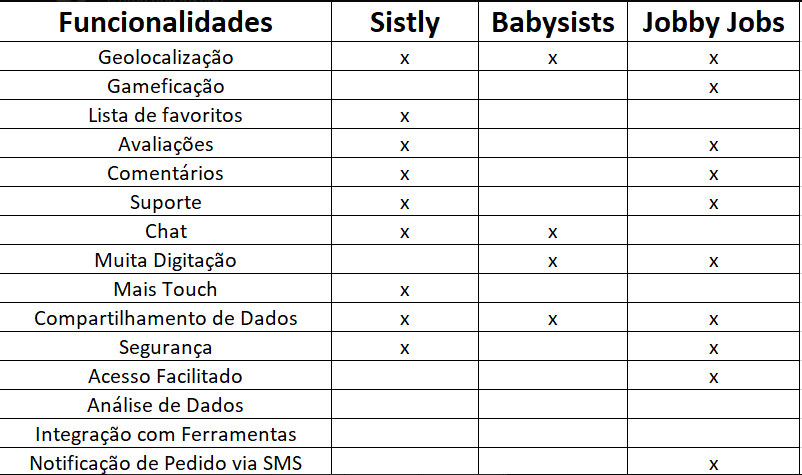 Funcionalidades Sistly Babysists Jobby Jobs
Geolocalização x x x
Gameficação x
Lista de favoritos x
Avaliações x x
Comentários x x
Suporte x x
Chat x x
Muita Digitação x x
Mais Touch x
Compartilhamento de Dados x x x
Segurança x x
Acesso Facilitado x
Análise de Dados
Integração com Ferramentas
Notificação de Pedido via SMS x